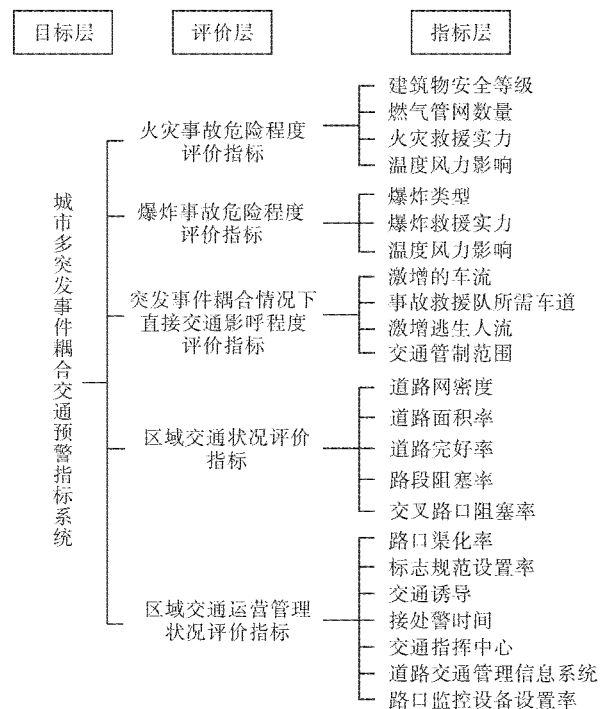 目标层
评价层
指标层
城市多突发事件耦合交通预警指标系统
火灾事故危险程度
评价指标
建筑物安全等级
燃气管网数量
火灾救援实力
温度风力影响
爆炸事故危险程度
评价指标
爆炸类型
爆炸救援实力
温度风力影响
突发事件耦合情况下
直接交通影呼程度
评价指标
激增的车流
事故救援队所需车道
激增逃生人流
交通管制范围
区域交通状况评价
指标
道路网密度
道路面积率
道路完好率
路段阻塞率
交叉路口阻塞率
区域交通运营管理
状况评价指标
路口渠化率
标志规范设置率
交通诱导
接处警时间
交通指挥中心
道路交通管理信息系统
路口监控设备设置率